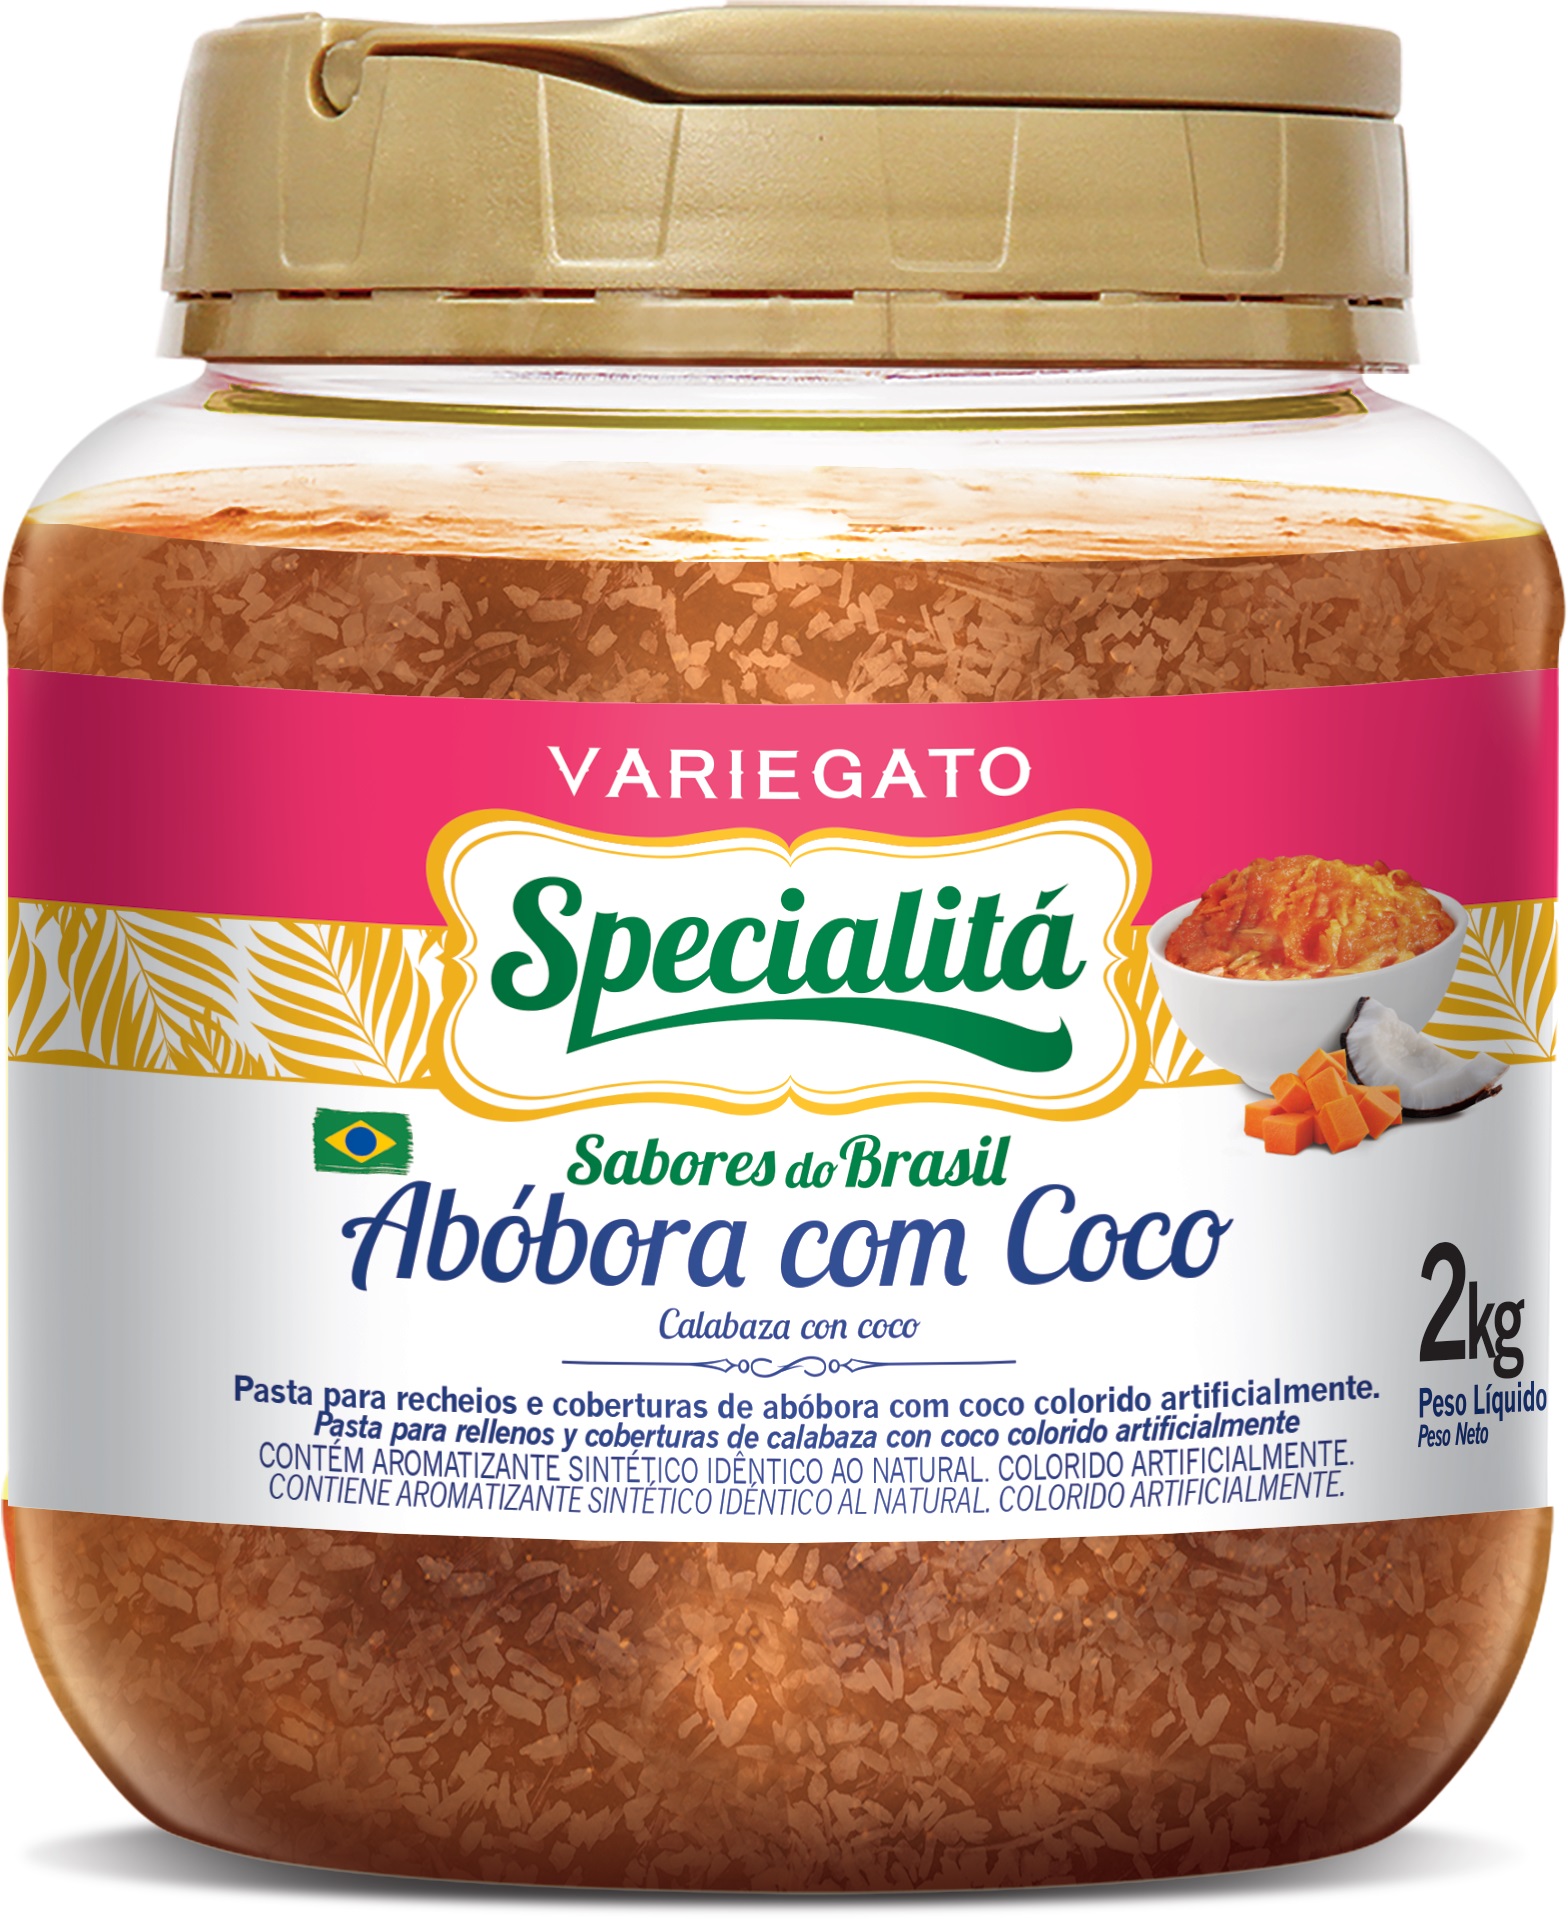 VARIEGATO
Specialitá
Sabores do Brasil
Abóbora com Coco
Calabaza con coco
2kg
Peso Líquido
Peso Neto
Pasta para recheios e coberturas de abóbora com coco colorido artificialmente.
Pasta para rellenos y coberturas de calabaza con coco colorido artificialmente
CONTÉM AROMATIZANTE SINTÉTICO IDÊNTICO AO NATURAL. COLORIDO ARTIFICIALMENTE.
CONTIENE AROMATIZANTE SINTÉTICO IDÉNTICO AL NATURAL. COLORIDO ARTIFICIALMENTE.